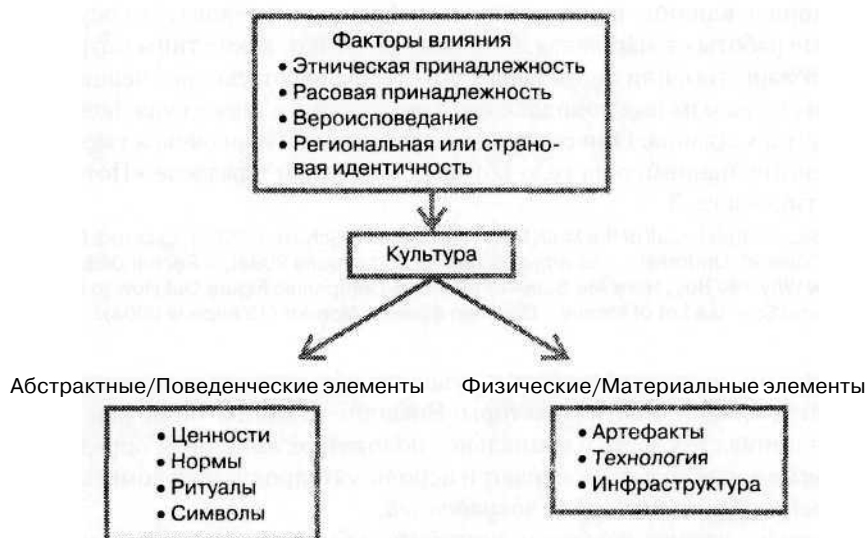 Факторы влияния
• Этническая принадлежность
• Расовая принадлежность
• Вероисповедание
• Региональная или страно-
вая идентичность
Культура
Абстрактные/Поведенческие элементы
Физические/Материальные элементы
• Ценности
• Нормы
• Ритуалы
• Символы
• Артефакты
• Технология
• Инфраструктура